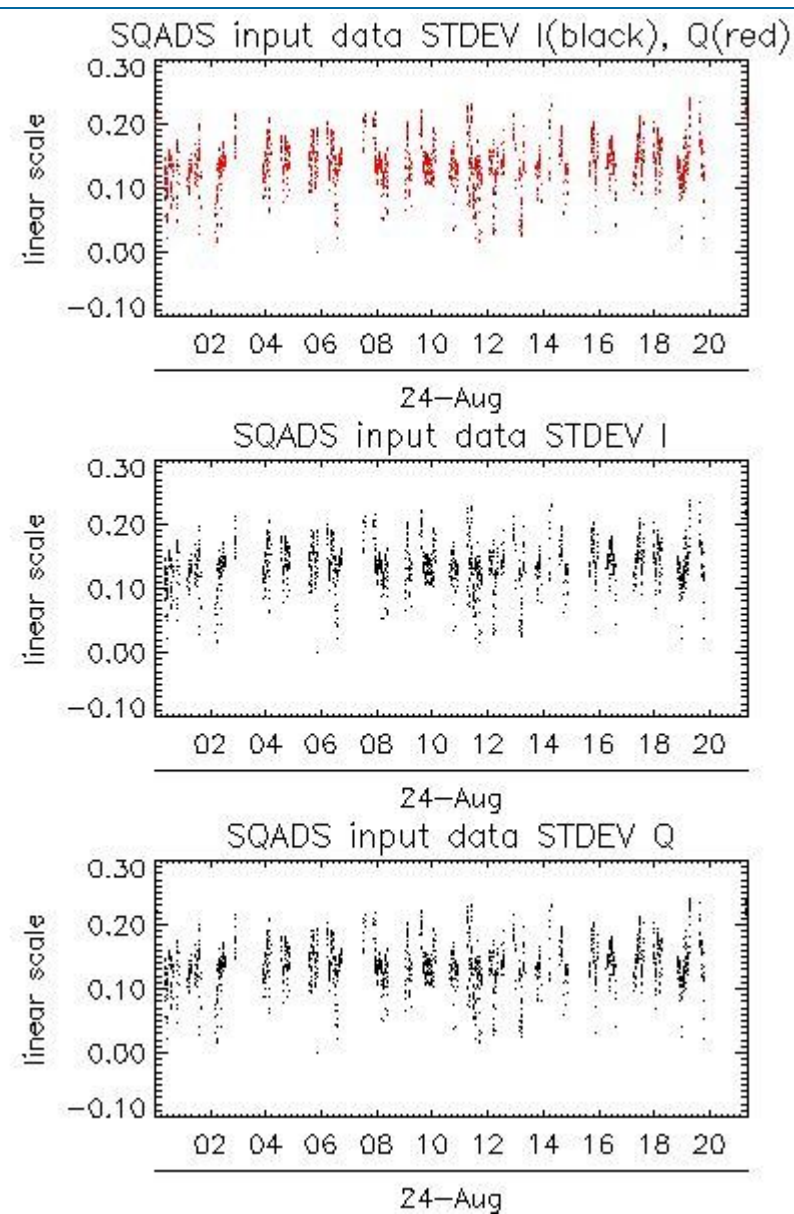 SQADS input data STDEV I(black), Q(red)
0.30
0.20
0.10
0.00
−0.10
linear scale
02 04 06 08 10 12 14 16 18 20
24−Aug
SQADS input data STDEV I
0.30
0.20
0.10
0.00
−0.10
linear scale
02 04 06 08 10 12 14 16 18 20
24−Aug
SQADS input data STDEV Q
0.30
0.20
0.10
0.00
−0.10
linear scale
02 04 06 08 10 12 14 16 18 20
24−Aug